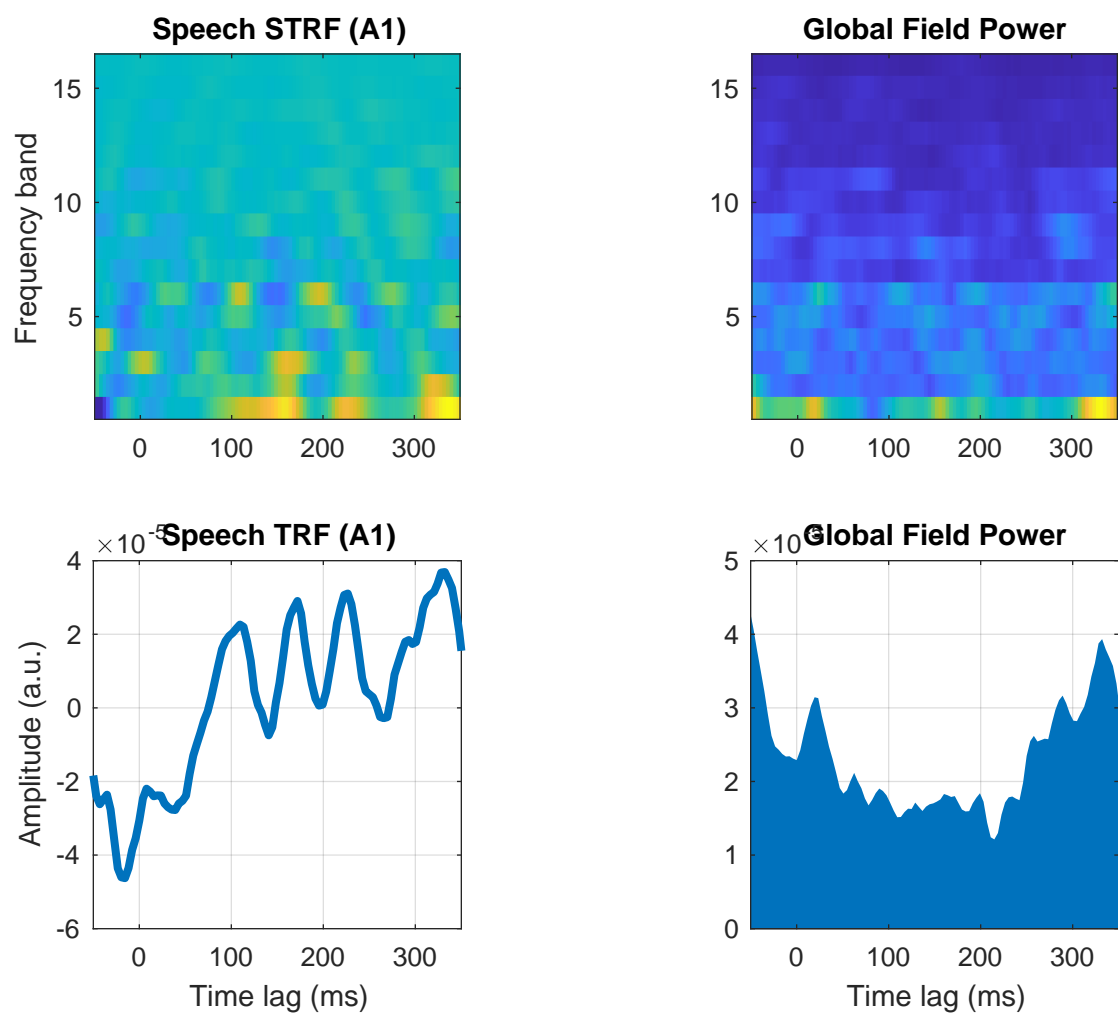 Speech STRF (A1)
Frequency band
15
10
5
0 100 200 300
Global Field Power
15
10
5
0 100 200 300
×10⁻⁵
Speech TRF (A1)
Amplitude (a.u.)
4
2
0
-2
-4
-6
0 100 200 300
Time lag (ms)
×10
Global Field Power
5
4
3
2
1
0
0 100 200 300
Time lag (ms)